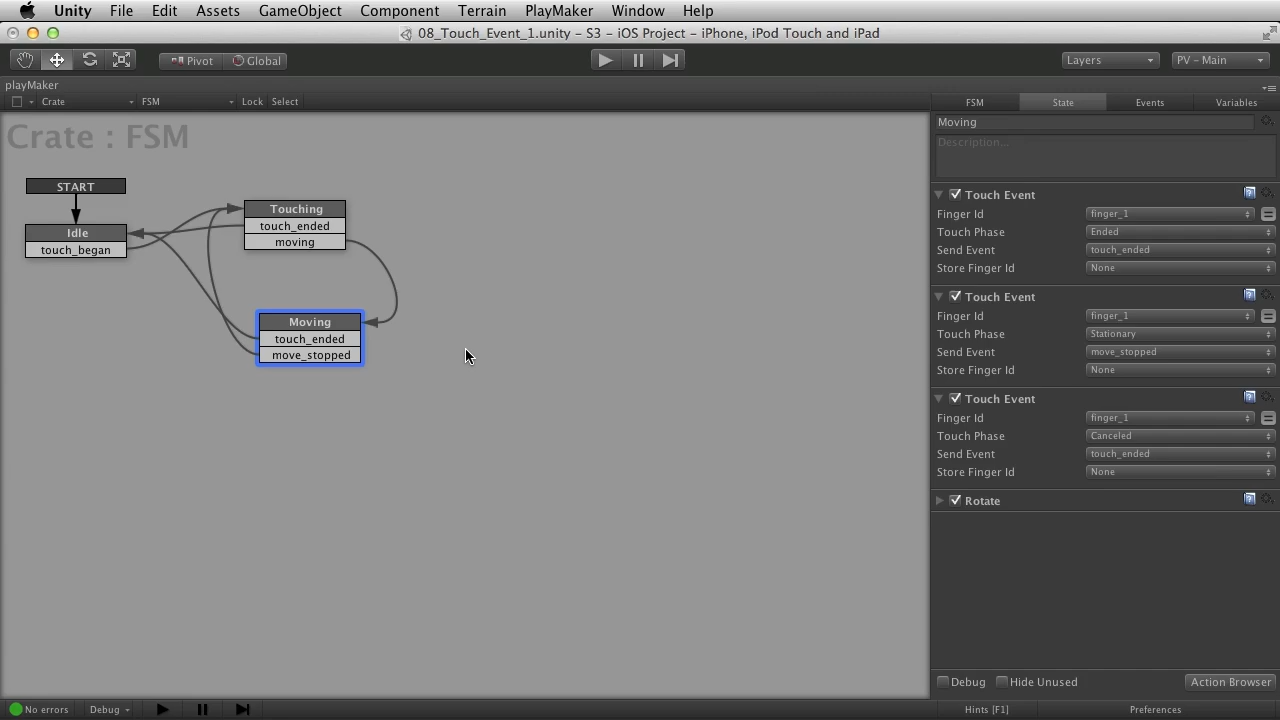 Unity File Edit Assets GameObject Component Terrain PlayMaker Window Help
08_Touch_Event_1.unity – S3 – iOS Project – iPhone, iPod Touch and iPad
Pivot Global Layers PV - Main
playMaker
Crate FSM Lock Select FSM State Events Variables
Crate : FSM
START
Idle
touch_began
Touching
touch_ended
moving
Moving
touch_ended
move_stopped
Moving
Description...
Touch Event
Finger Id finger_1
Touch Phase Ended
Send Event touch_ended
Store Finger Id None
Touch Event
Finger Id finger_1
Touch Phase Stationary
Send Event move_stopped
Store Finger Id None
Touch Event
Finger Id finger_1
Touch Phase Canceled
Send Event touch_ended
Store Finger Id None
Rotate
Debug Hide Unused Action Browser
No errors Debug Hints [F1] Preferences